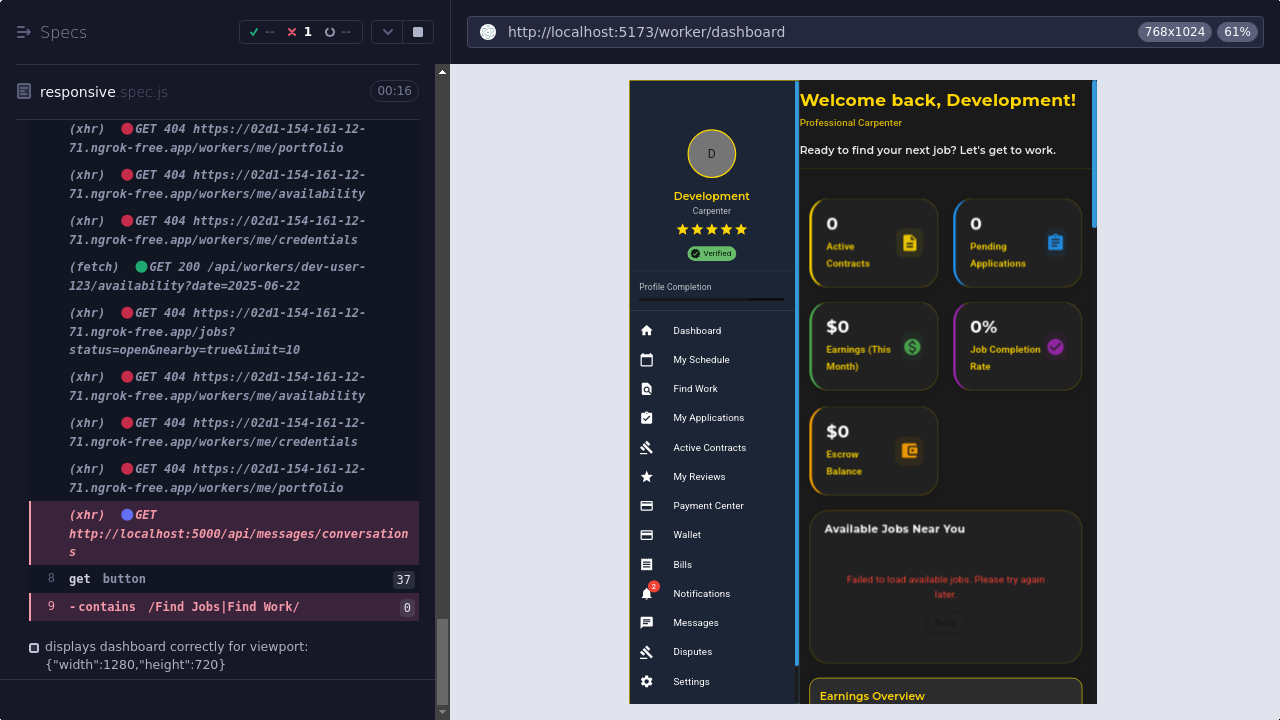 Specs
-- 1 --
responsive.spec.js 00:16
(xhr) GET 404 https://02d1-154-161-12-
71.ngrok-free.app/workers/me/portfolio
(xhr) GET 404 https://02d1-154-161-12-
71.ngrok-free.app/workers/me/availability
(xhr) GET 404 https://02d1-154-161-12-
71.ngrok-free.app/workers/me/credentials
(fetch) GET 200 /api/workers/dev-user-
123/availability?date=2025-06-22
(xhr) GET 404 https://02d1-154-161-12-
71.ngrok-free.app/jobs?
status=open&nearby=true&limit=10
(xhr) GET 404 https://02d1-154-161-12-
71.ngrok-free.app/workers/me/availability
(xhr) GET 404 https://02d1-154-161-12-
71.ngrok-free.app/workers/me/credentials
(xhr) GET 404 https://02d1-154-161-12-
71.ngrok-free.app/workers/me/portfolio
(xhr) GET
http://localhost:5000/api/messages/conversation
s
8 get button 37
9 -contains /Find Jobs|Find Work/ 0
displays dashboard correctly for viewport:
{"width":1280,"height":720}
http://localhost:5173/worker/dashboard 768x1024 61%
D
Development
Carpenter
Verified
Profile Completion
Dashboard
My Schedule
Find Work
My Applications
Active Contracts
My Reviews
Payment Center
Wallet
Bills
2
Notifications
Messages
Disputes
Settings
Welcome back, Development!
Professional Carpenter
Ready to find your next job? Let's get to work.
0
Active
Contracts
0
Pending
Applications
$0
Earnings (This
Month)
0%
Job Completion
Rate
$0
Escrow
Balance
Available Jobs Near You
Failed to load available jobs. Please try again
later.
Retry
Earnings Overview